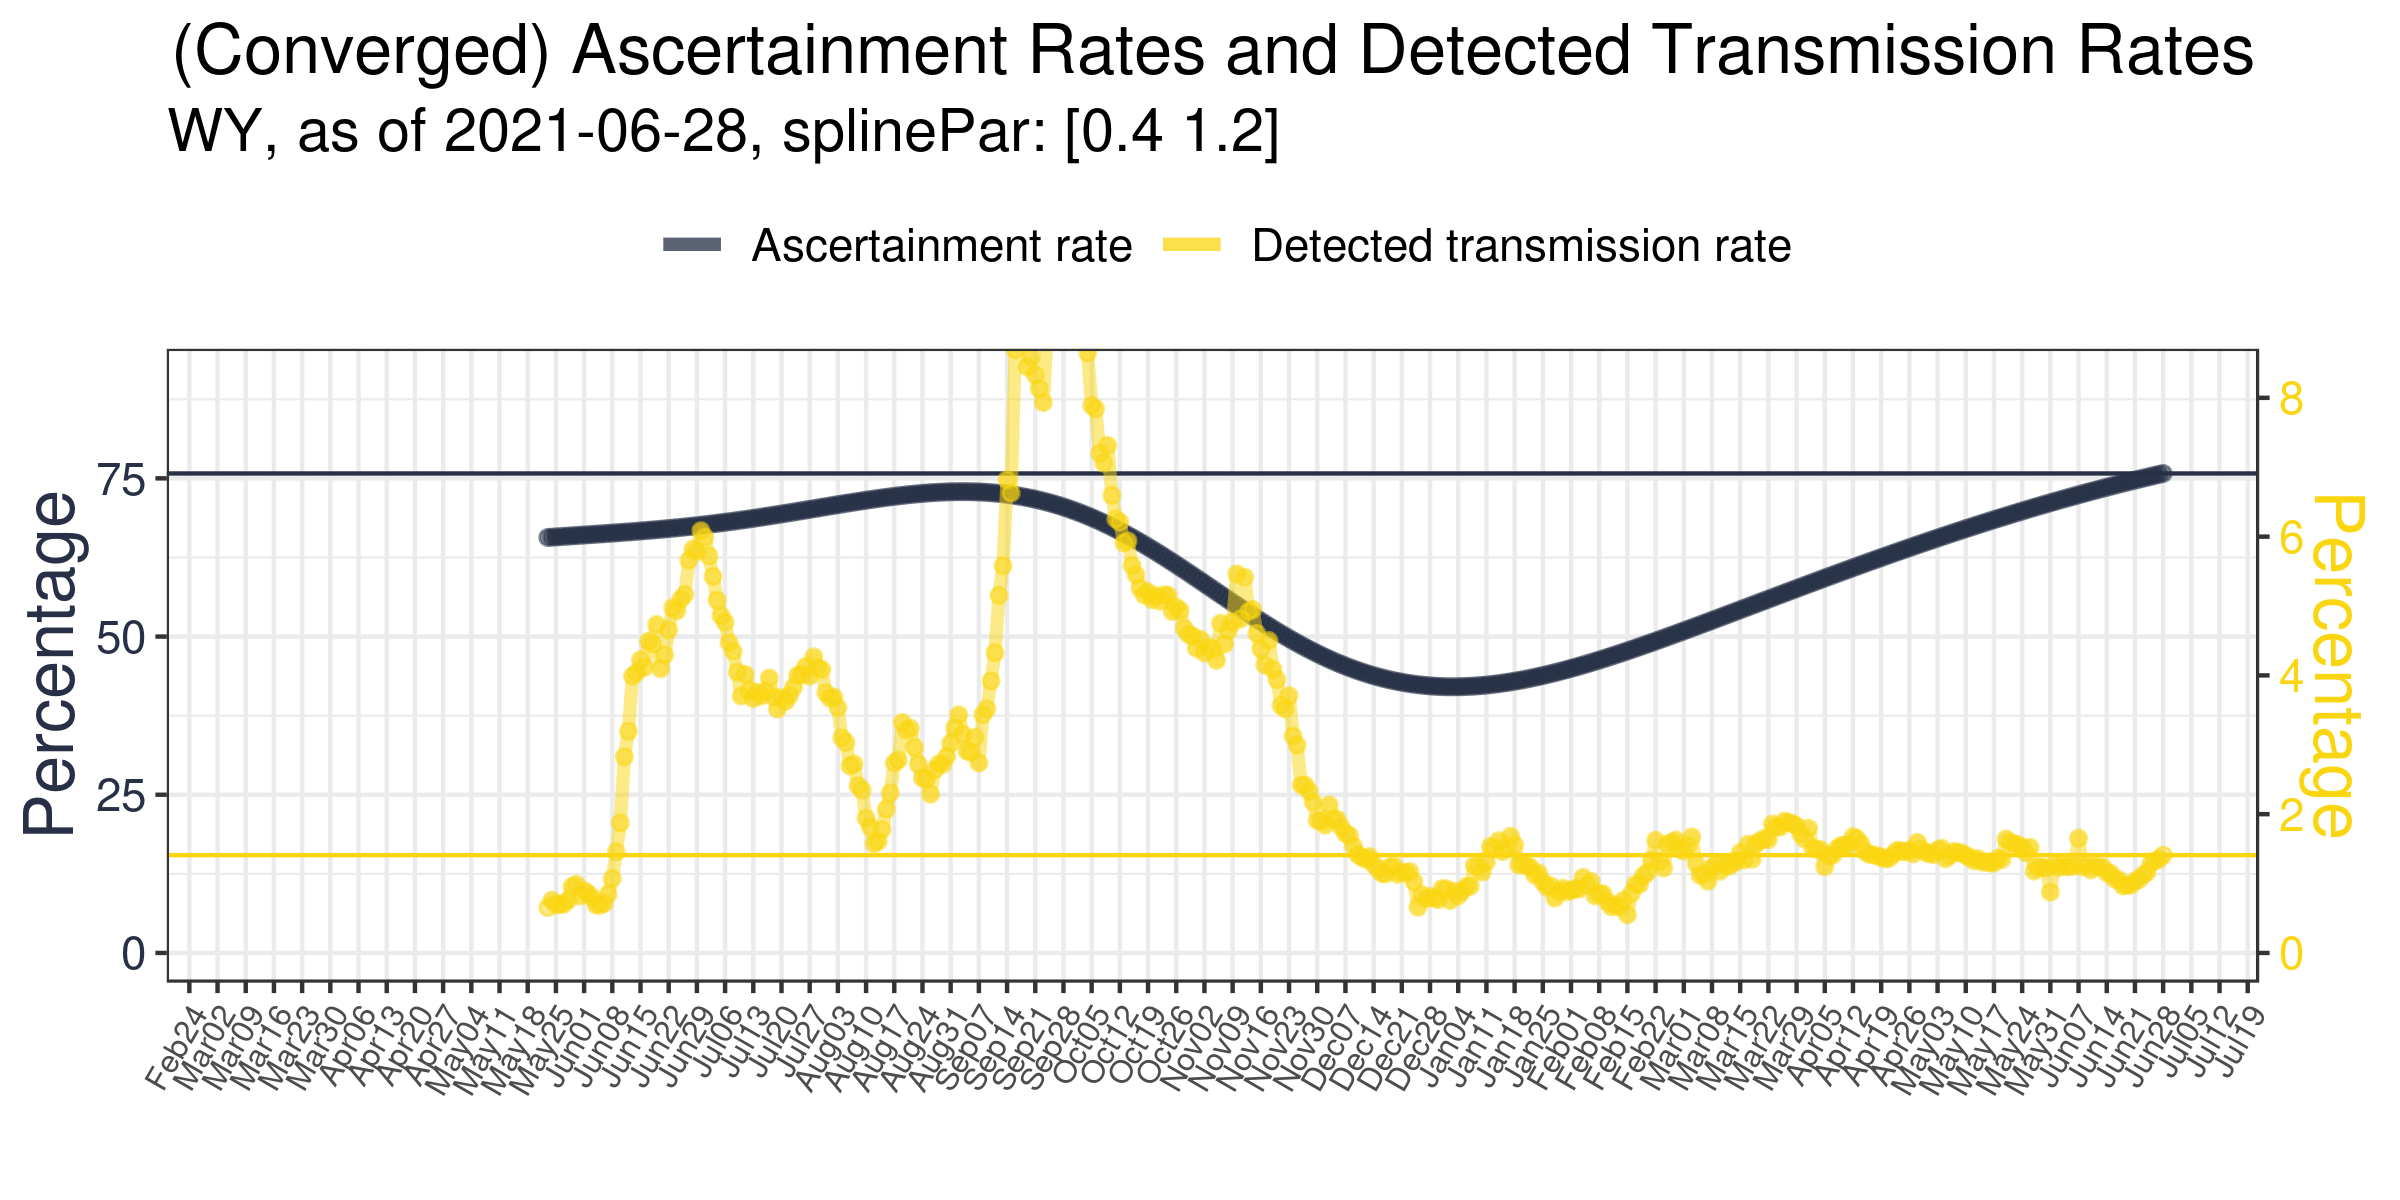 (Converged) Ascertainment Rates and Detected Transmission Rates
WY, as of 2021-06-28, splinePar: [0.4 1.2]
Ascertainment rate
Detected transmission rate
Percentage
75
50
25
0
8
6
4
2
0
Percentage
Feb24
Mar02
Mar09
Mar16
Mar23
Mar30
Apr06
Apr13
Apr20
Apr27
May04
May11
May18
May25
Jun01
Jun08
Jun15
Jun22
Jun29
Jul06
Jul13
Jul20
Jul27
Aug03
Aug10
Aug17
Aug24
Aug31
Sep07
Sep14
Sep21
Sep28
Oct05
Oct12
Oct19
Oct26
Nov02
Nov09
Nov16
Nov23
Nov30
Dec07
Dec14
Dec21
Dec28
Jan04
Jan11
Jan18
Jan25
Feb01
Feb08
Feb15
Feb22
Mar01
Mar08
Mar15
Mar22
Mar29
Apr05
Apr12
Apr19
Apr26
May03
May10
May17
May24
May31
Jun07
Jun14
Jun21
Jun28
Jul05
Jul12
Jul19